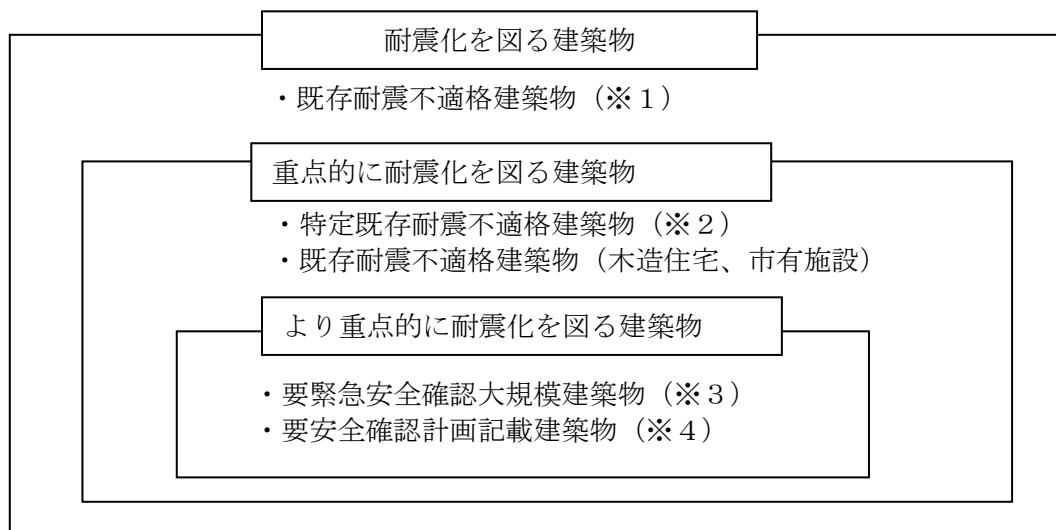 耐震化を図る建築物
・既存耐震不適格建築物（※１）
重点的に耐震化を図る建築物
・特定既存耐震不適格建築物（※２）
・既存耐震不適格建築物（木造住宅、市有施設）
より重点的に耐震化を図る建築物
・要緊急安全確認大規模建築物（※３）
・要安全確認計画記載建築物（※４）